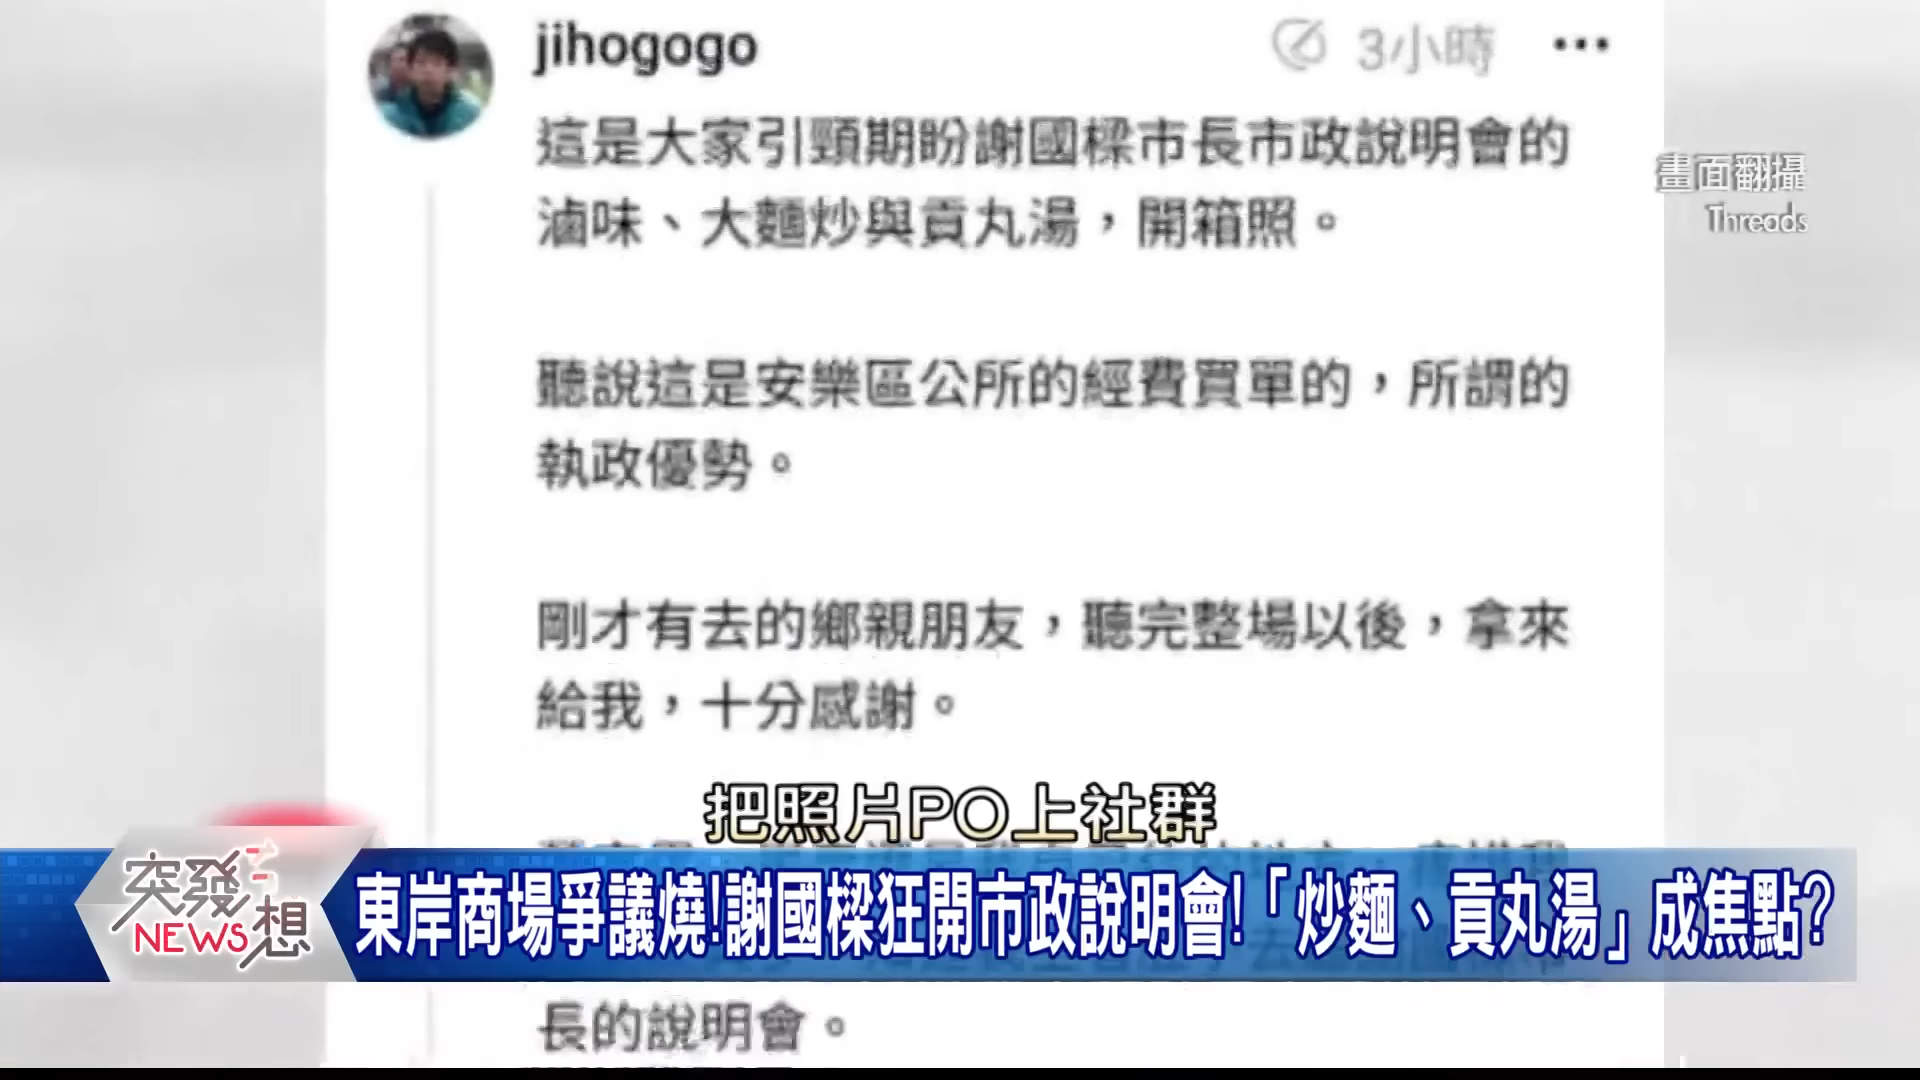 jihogogo
3小時
這是大家引頸期盼謝國樑市長市政說明會的
滷味、大麵炒與貢丸湯，開箱照。
畫面翻攝
Threads
聽說這是安樂區公所的經費買單的，所謂的
執政優勢。
剛才有去的鄉親朋友，聽完整場以後，拿來
給我，十分感謝。
把照片PO上社群
突發奇想
NEWS
東岸商場爭議燒!謝國樑狂開市政說明會!「炒麵、貢丸湯」成焦點?
長的說明會。